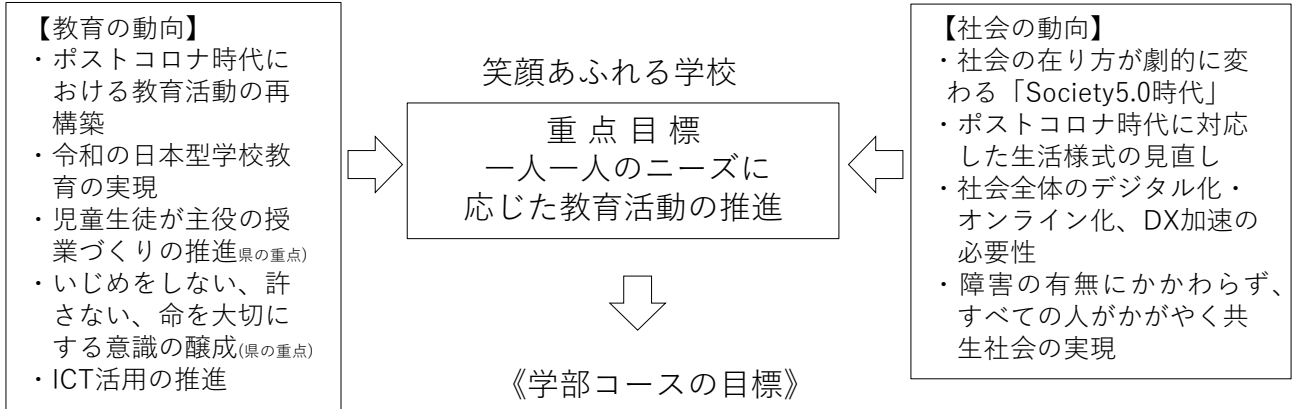 【教育の動向】
・ポストコロナ時代に
おける教育活動の再
構築
・令和の日本型学校教
育の実現
・児童生徒が主役の授
業づくりの推進県の重点)
・いじめをしない、許
さない、命を大切に
する意識の醸成(県の重点)
・ICT活用の推進
笑顔あふれる学校
重 点 目 標
一人一人のニーズに
応じた教育活動の推進
《学部コースの目標》
【社会の動向】
・社会の在り方が劇的に変
わる「Society5.0時代」
・ポストコロナ時代に対応
した生活様式の見直し
・社会全体のデジタル化・
オンライン化、DX加速の
必要性
・障害の有無にかかわらず、
すべての人がかがやく共
生社会の実現